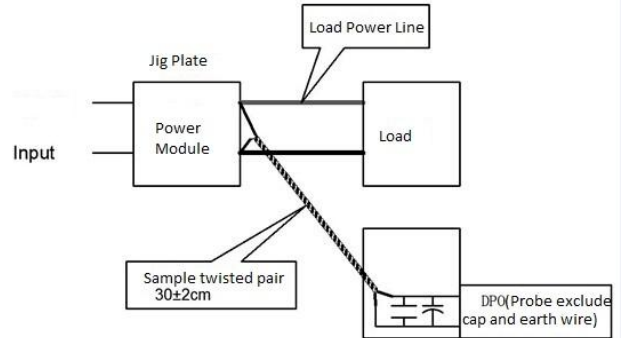 Load Power Line
Jig Plate
Power
Module
Load
Input
Sample twisted pair
30±2cm
DPO(Probe exclude
cap and earth wire)